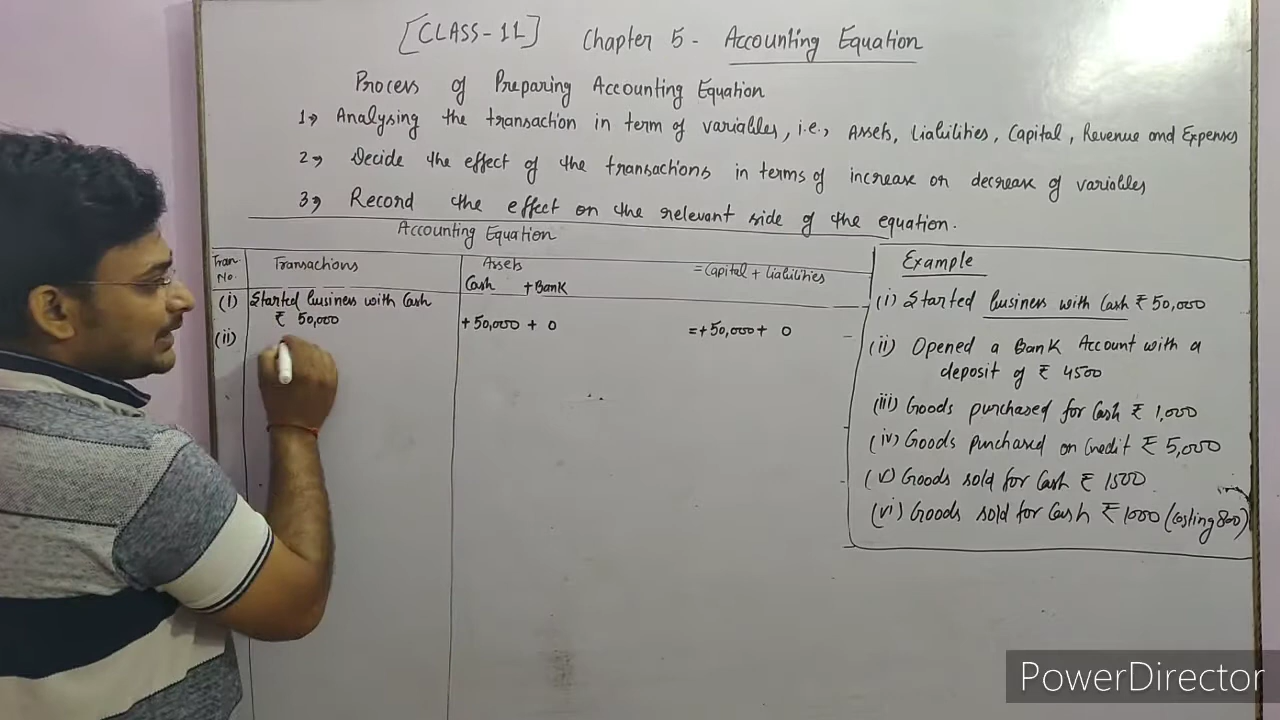 [CLASS-11] Chapter 5 - Accounting Equation
Process of Preparing Accounting Equation
1⇒ Analysing the transaction in term of variables, i.e., Assets, Liabilities, Capital, Revenue and Expenses
2⇒ Decide the effect of the transactions in terms of increase or decrease of variables
3⇒ Record the effect on the relevant side of the equation.
Accounting Equation
Tran. No.
Transactions
Assets
= Capital + Liabilities
Cash + Bank
(i) Started business with Cash
₹ 50,000
+50,000 + 0
=+50,000+ 0
(ii)
Example
(i) Started business with Cash ₹ 50,000
(ii) Opened a Bank Account with a
deposit of ₹ 4500
(iii) Goods purchased for Cash ₹ 1,000
(iv) Goods purchased on Credit ₹ 5,000
(v) Goods sold for Cash ₹ 1500
(vi) Goods sold for Cash ₹ 1000 (Costing 800)
PowerDirector